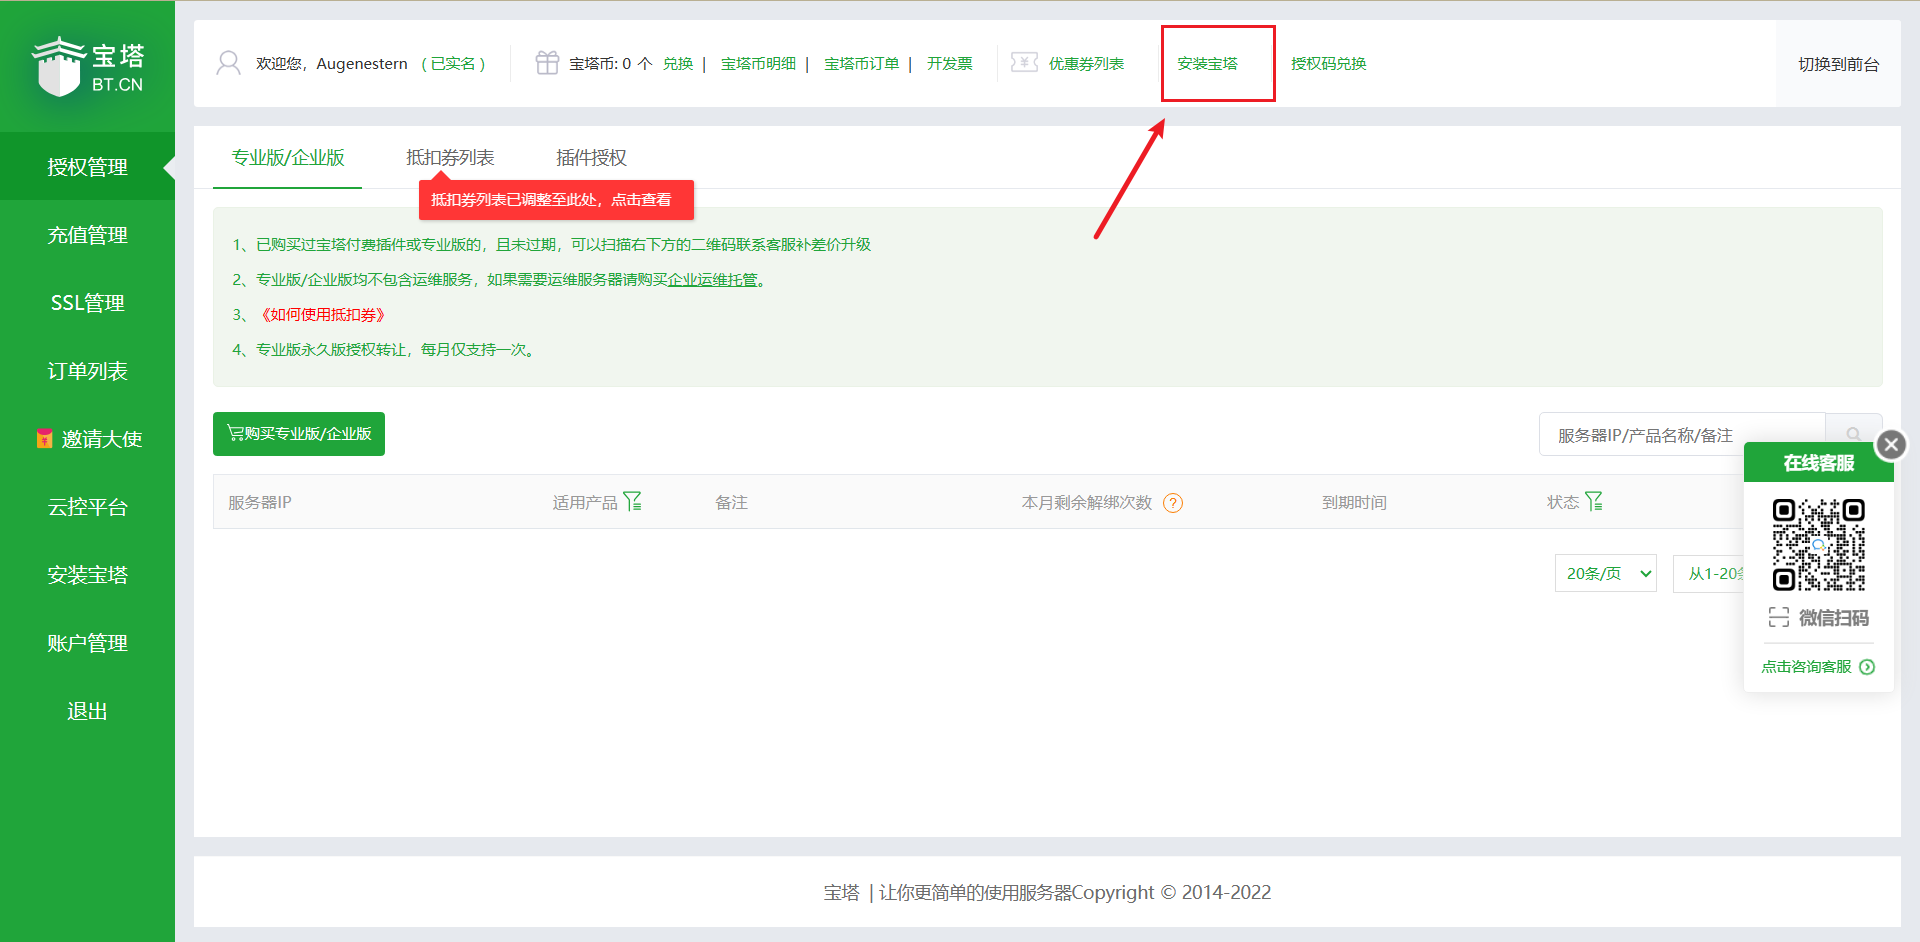 宝塔
BT.CN
授权管理
充值管理
SSL管理
订单列表
邀请大使
云控平台
安装宝塔
账户管理
退出
欢迎您，Augenestern （已实名） 宝塔币: 0 个 兑换 | 宝塔币明细 | 宝塔币订单 | 开发票 优惠券列表 安装宝塔 授权码兑换 切换到前台
专业版/企业版 抵扣券列表 插件授权
抵扣券列表已调整至此处，点击查看
1、已购买过宝塔付费插件或专业版的，且未过期，可以扫描右下方的二维码联系客服补差价升级
2、专业版/企业版均不包含运维服务，如果需要运维服务器请购买企业运维托管。
3、《如何使用抵扣券》
4、专业版永久版授权转让，每月仅支持一次。
购买专业版/企业版 服务器IP/产品名称/备注
服务器IP 适用产品 备注 本月剩余解绑次数 ? 到期时间 状态
20条/页 从1-20
在线客服
微信扫码
点击咨询客服
宝塔 | 让你更简单的使用服务器Copyright © 2014-2022